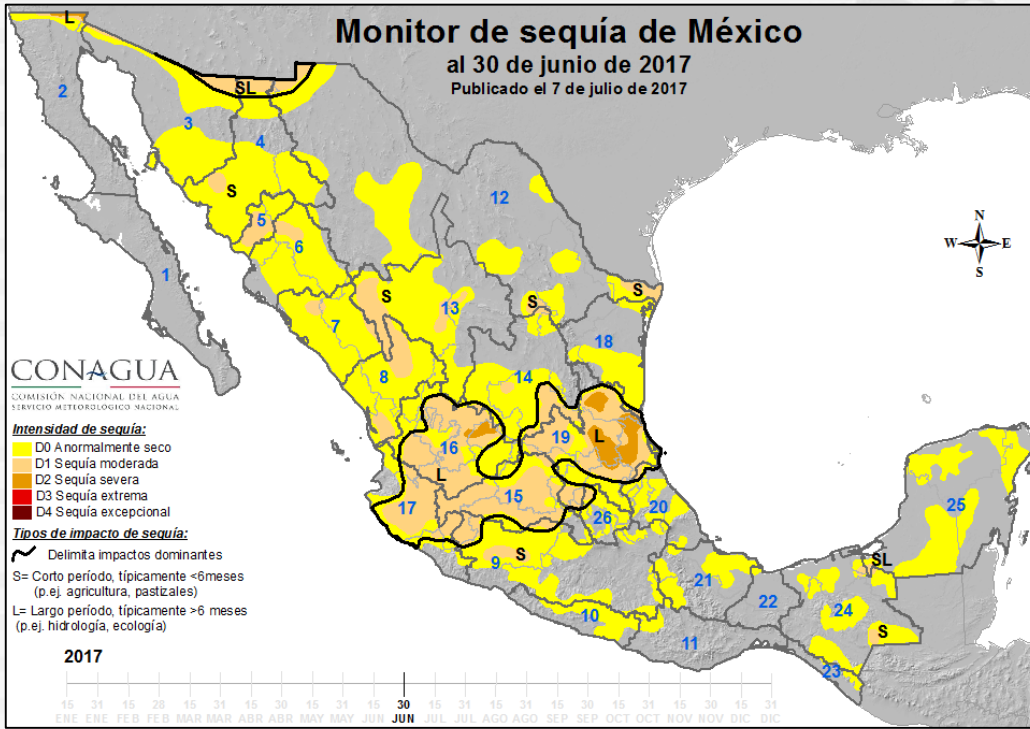 Monitor de sequía de México
al 30 de junio de 2017
Publicado el 7 de julio de 2017
L
2
SL
3
4
S
12
5
6
1
N
W E
S
S
13
S
S
7
18
8
14
16
19
L
L
15
17
26
20
25
S
9
21
SL
10
22
24
S
11
23
CONAGUA
COMISIÓN NACIONAL DEL AGUA
SERVICIO METEOROLÓGICO NACIONAL
Intensidad de sequía:
D0 Anormalmente seco
D1 Sequía moderada
D2 Sequía severa
D3 Sequía extrema
D4 Sequía excepcional
Tipos de impacto de sequía:
Delimita impactos dominantes
S= Corto período, típicamente <6meses
(p.ej. agricultura, pastizales)
L= Largo período, típicamente >6 meses
(p.ej. hidrología, ecología)
2017
15 31 15 28 15 31 15 30 15 31 15 30 15 31 15 31 15 30 15 31 15 30 15 31
ENE ENE FEB FEB MAR MAR ABR ABR MAY MAY JUN JUN JUL JUL AGO AGO SEP SEP OCT OCT NOV NOV DIC DIC